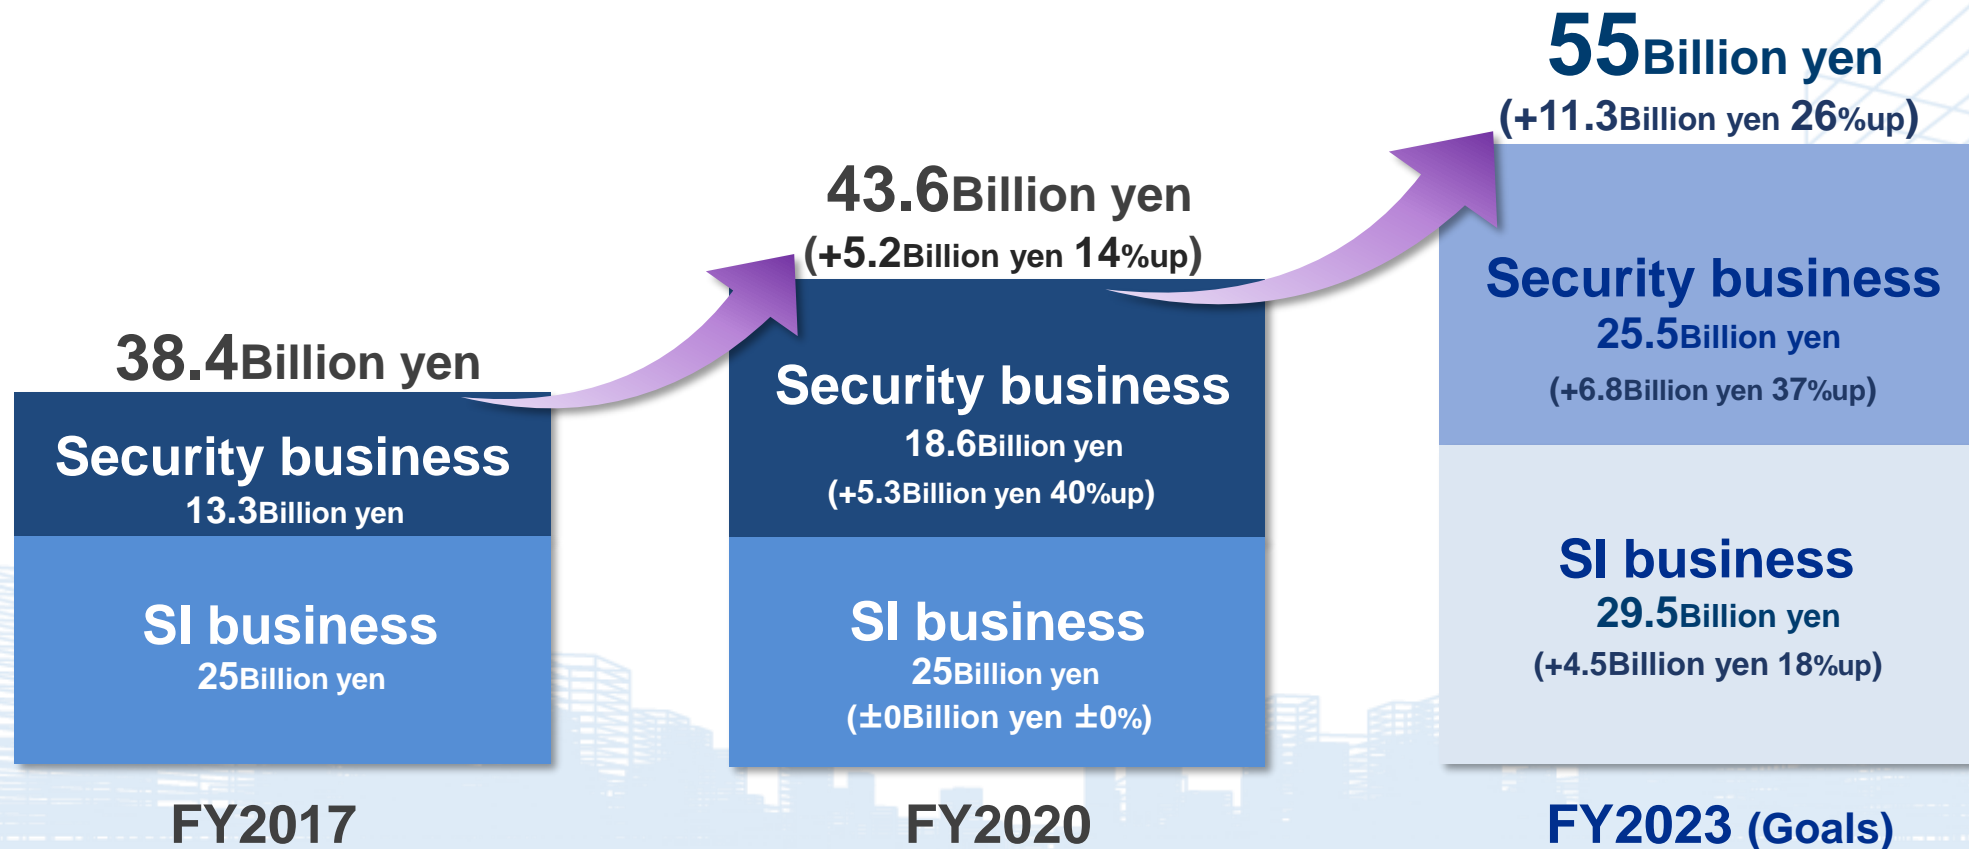 38.4Billion yen
Security business
13.3Billion yen
SI business
25Billion yen
FY2017
43.6Billion yen
(+5.2Billion yen 14%up)
Security business
18.6Billion yen
(+5.3Billion yen 40%up)
SI business
25Billion yen
(±0Billion yen ±0%)
FY2020
55Billion yen
(+11.3Billion yen 26%up)
Security business
25.5Billion yen
(+6.8Billion yen 37%up)
SI business
29.5Billion yen
(+4.5Billion yen 18%up)
FY2023 (Goals)